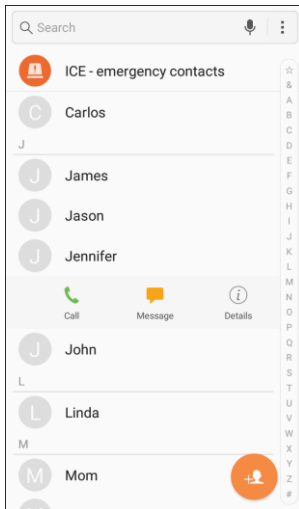 Search
ICE - emergency contacts
C Carlos
J
J James
J Jason
J Jennifer
Call Message Details
J John
L
L Linda
M
M Mom
☆
&
A
B
C
D
E
F
G
H
I
J
K
L
M
N
O
P
Q
R
S
T
U
V
W
X
Y
Z
#